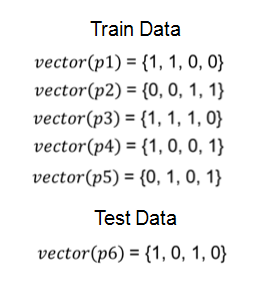 Train Data
vector(p1) = {1, 1, 0, 0}
vector(p2) = {0, 0, 1, 1}
vector(p3) = {1, 1, 1, 0}
vector(p4) = {1, 0, 0, 1}
vector(p5) = {0, 1, 0, 1}
Test Data
vector(p6) = {1, 0, 1, 0}